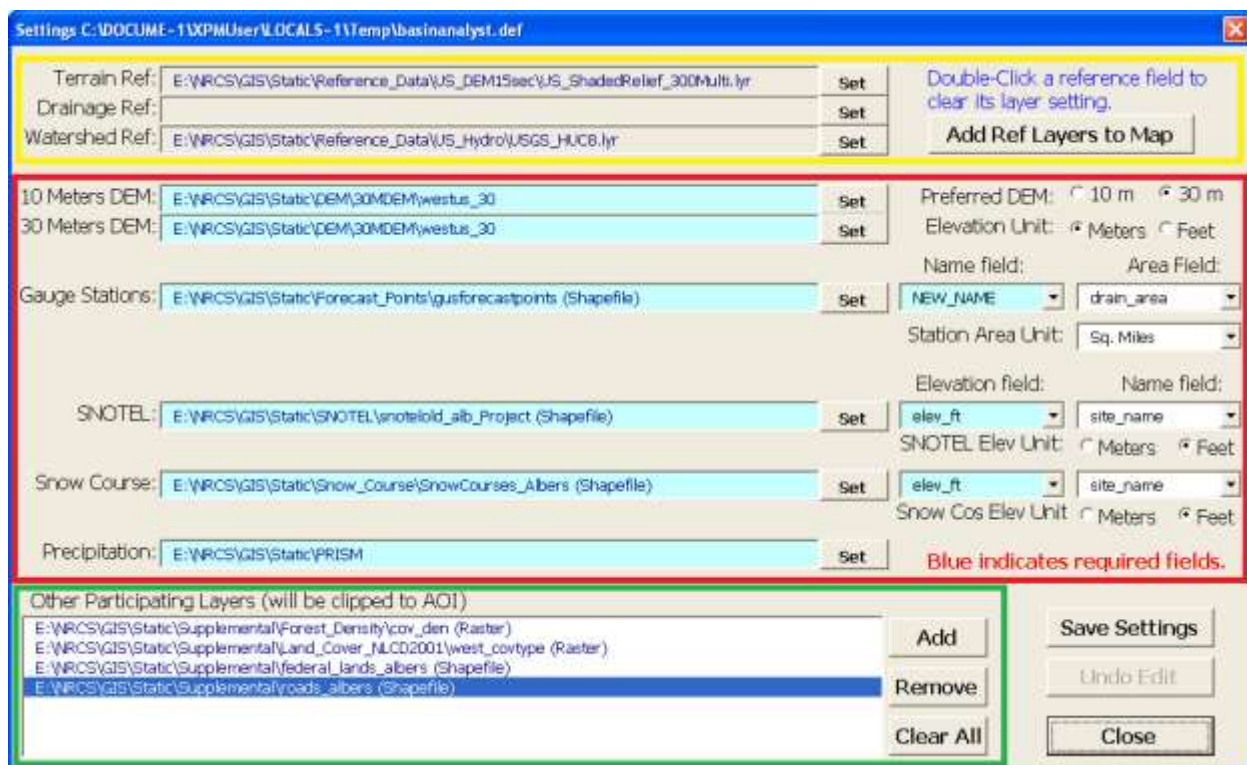 Settings C:\DOCUME~1\XPMUser\LOCALS~1\Temp\basinanalyst.def
Terrain Ref: E:\NRCS\GIS\Static\Reference_Data\US_DEM15sec\US_ShadedRelief_300Multi.lyr Set
Double-Click a reference field to
clear its layer setting.
Drainage Ref: Set
Watershed Ref: E:\NRCS\GIS\Static\Reference_Data\US_Hydro\USGS_HUC8.lyr Set Add Ref Layers to Map
10 Meters DEM: E:\NRCS\GIS\Static\DEM\30MDEM\westus_30 Set Preferred DEM: 10 m 30 m
30 Meters DEM: E:\NRCS\GIS\Static\DEM\30MDEM\westus_30 Set Elevation Unit: Meters Feet
Name field: Area Field:
Gauge Stations: E:\NRCS\GIS\Static\Forecast_Points\gusforecastpoints (Shapefile) Set NEW_NAME drain_area
Station Area Unit: Sq. Miles
Elevation field: Name field:
SNOTEL: E:\NRCS\GIS\Static\SNOTEL\snotelold_alb_Project (Shapefile) Set elev_ft site_name
SNOTEL Elev Unit: Meters Feet
Snow Course: E:\NRCS\GIS\Static\Snow_Course\SnowCourses_Albers (Shapefile) Set elev_ft site_name
Snow Cos Elev Unit Meters Feet
Precipitation: E:\NRCS\GIS\Static\PRISM Set Blue indicates required fields.
Other Participating Layers (will be clipped to AOI)
E:\NRCS\GIS\Static\Supplemental\Forest_Density\cov_den (Raster)
E:\NRCS\GIS\Static\Supplemental\Land_Cover_NLCD2001\west_covtype (Raster)
E:\NRCS\GIS\Static\Supplemental\federal_lands_albers (Shapefile)
E:\NRCS\GIS\Static\Supplemental\roads_albers (Shapefile)
Add
Remove
Clear All
Save Settings
Undo Edit
Close